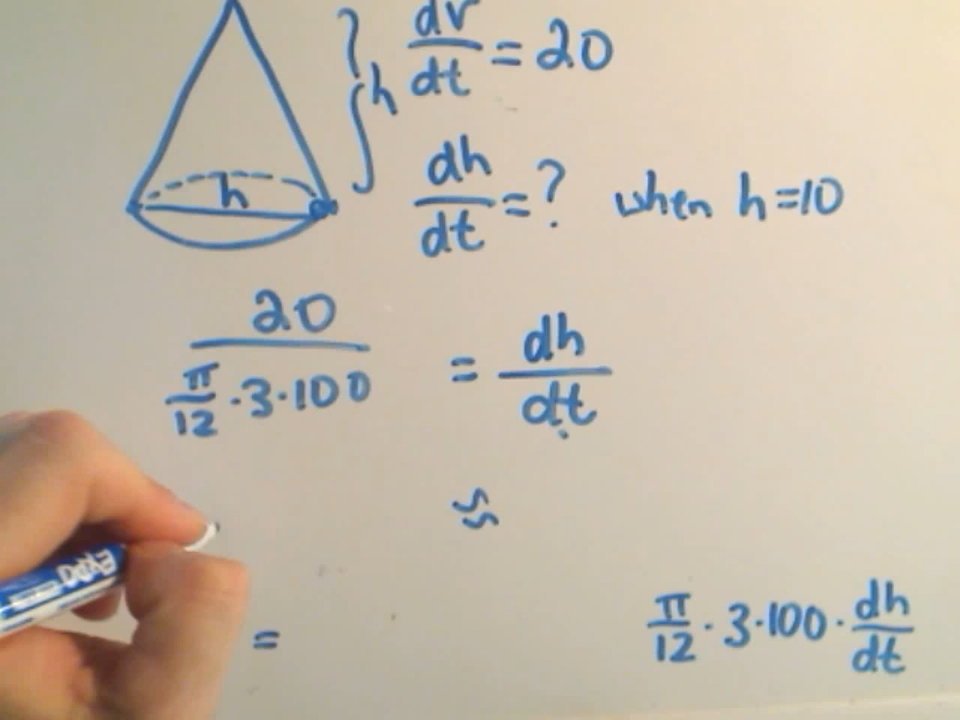 dv/dt = 20
h
h
dh/dt = ? when h=10
20/(π/12 · 3 · 100) = dh/dt
≈
EXPO
= π/12 · 3 · 100 · dh/dt